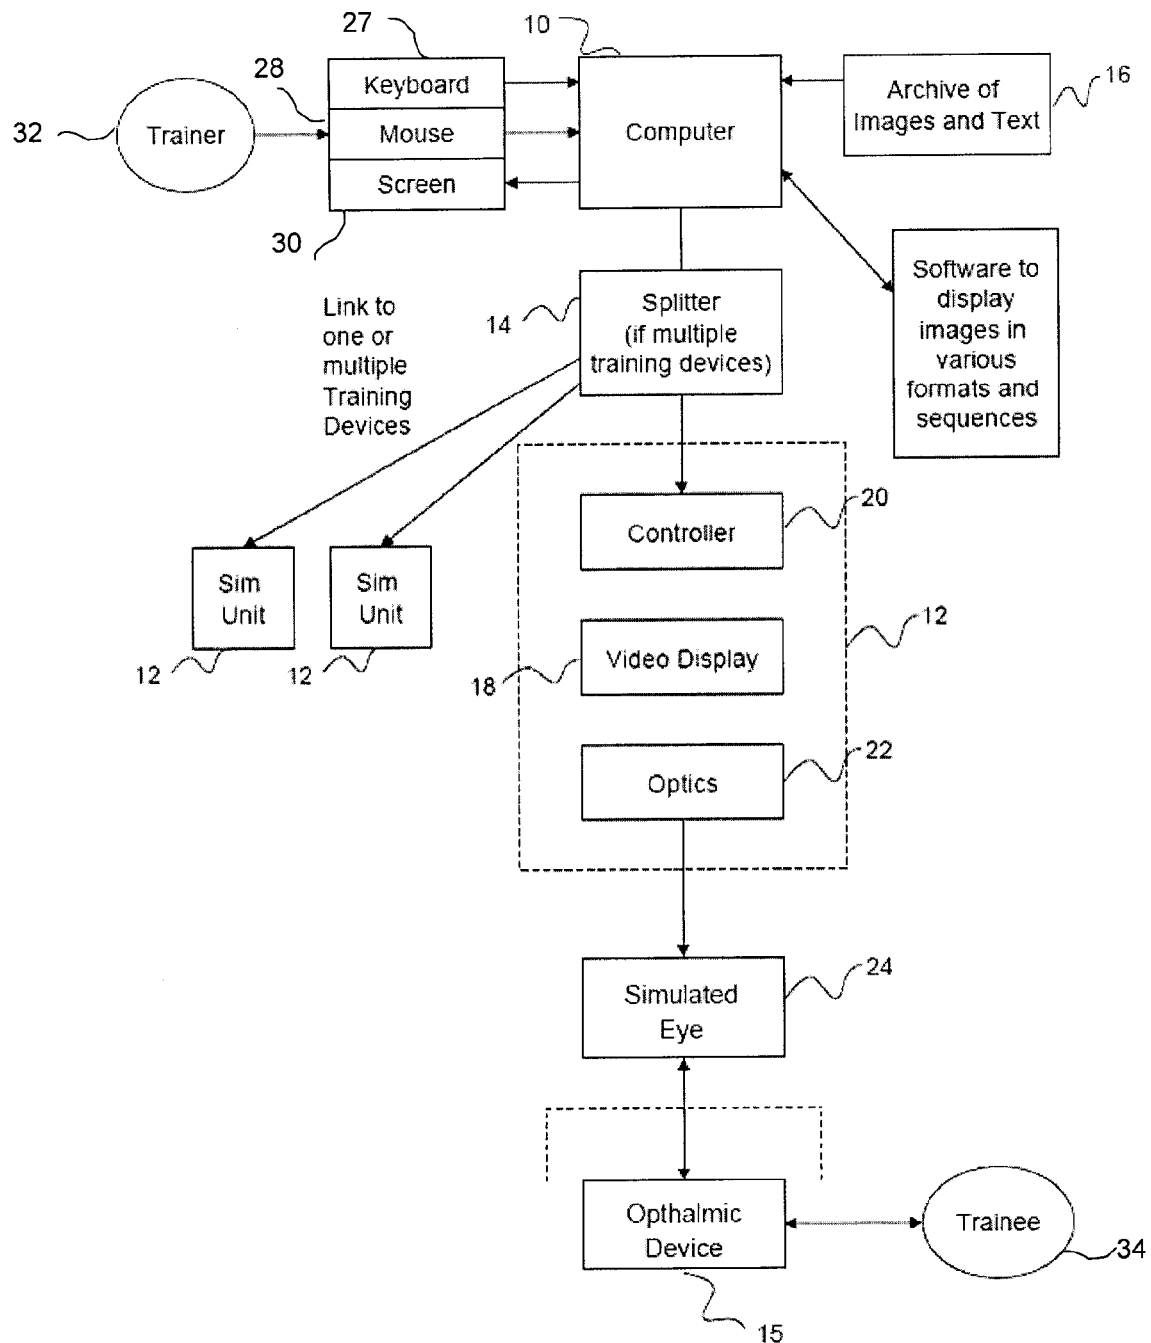 27
10
28
Keyboard
16
Archive of
Images and Text
32
Trainer
Mouse
Computer
Screen
30
Software to
display
images in
various
formats and
sequences
Link to
one or
multiple
Training
Devices
14
Splitter
(if multiple
training devices)
20
Controller
Sim
Unit
Sim
Unit
12
12
12
18
Video Display
22
Optics
24
Simulated
Eye
Opthalmic
Device
Trainee
34
15